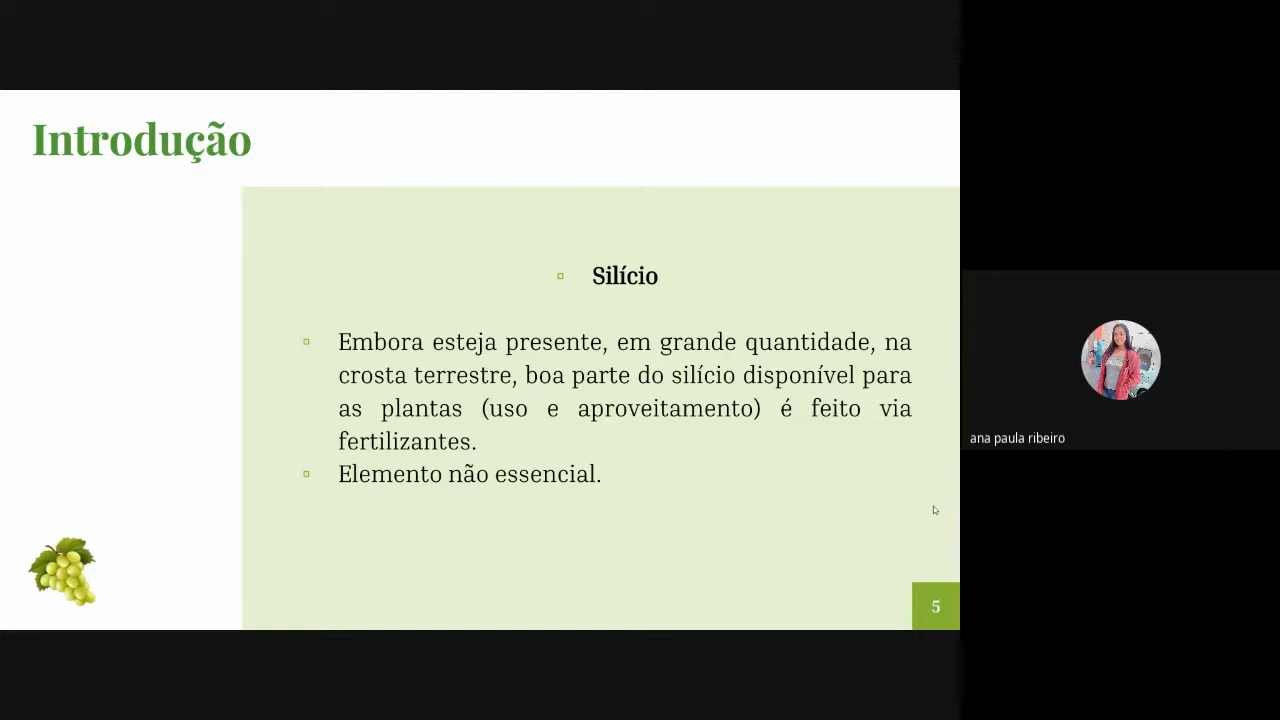 Introdução
Silício
Embora esteja presente, em grande quantidade, na
crosta terrestre, boa parte do silício disponível para
as plantas (uso e aproveitamento) é feito via
fertilizantes.
Elemento não essencial.
5
ana paula ribeiro